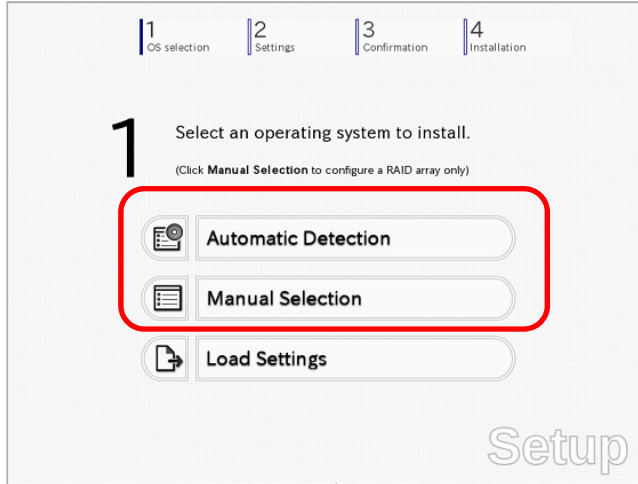 1
OS selection
2
Settings
3
Confirmation
4
Installation
1
Select an operating system to install.
(Click Manual Selection to configure a RAID array only)
Automatic Detection
Manual Selection
Load Settings
Setup